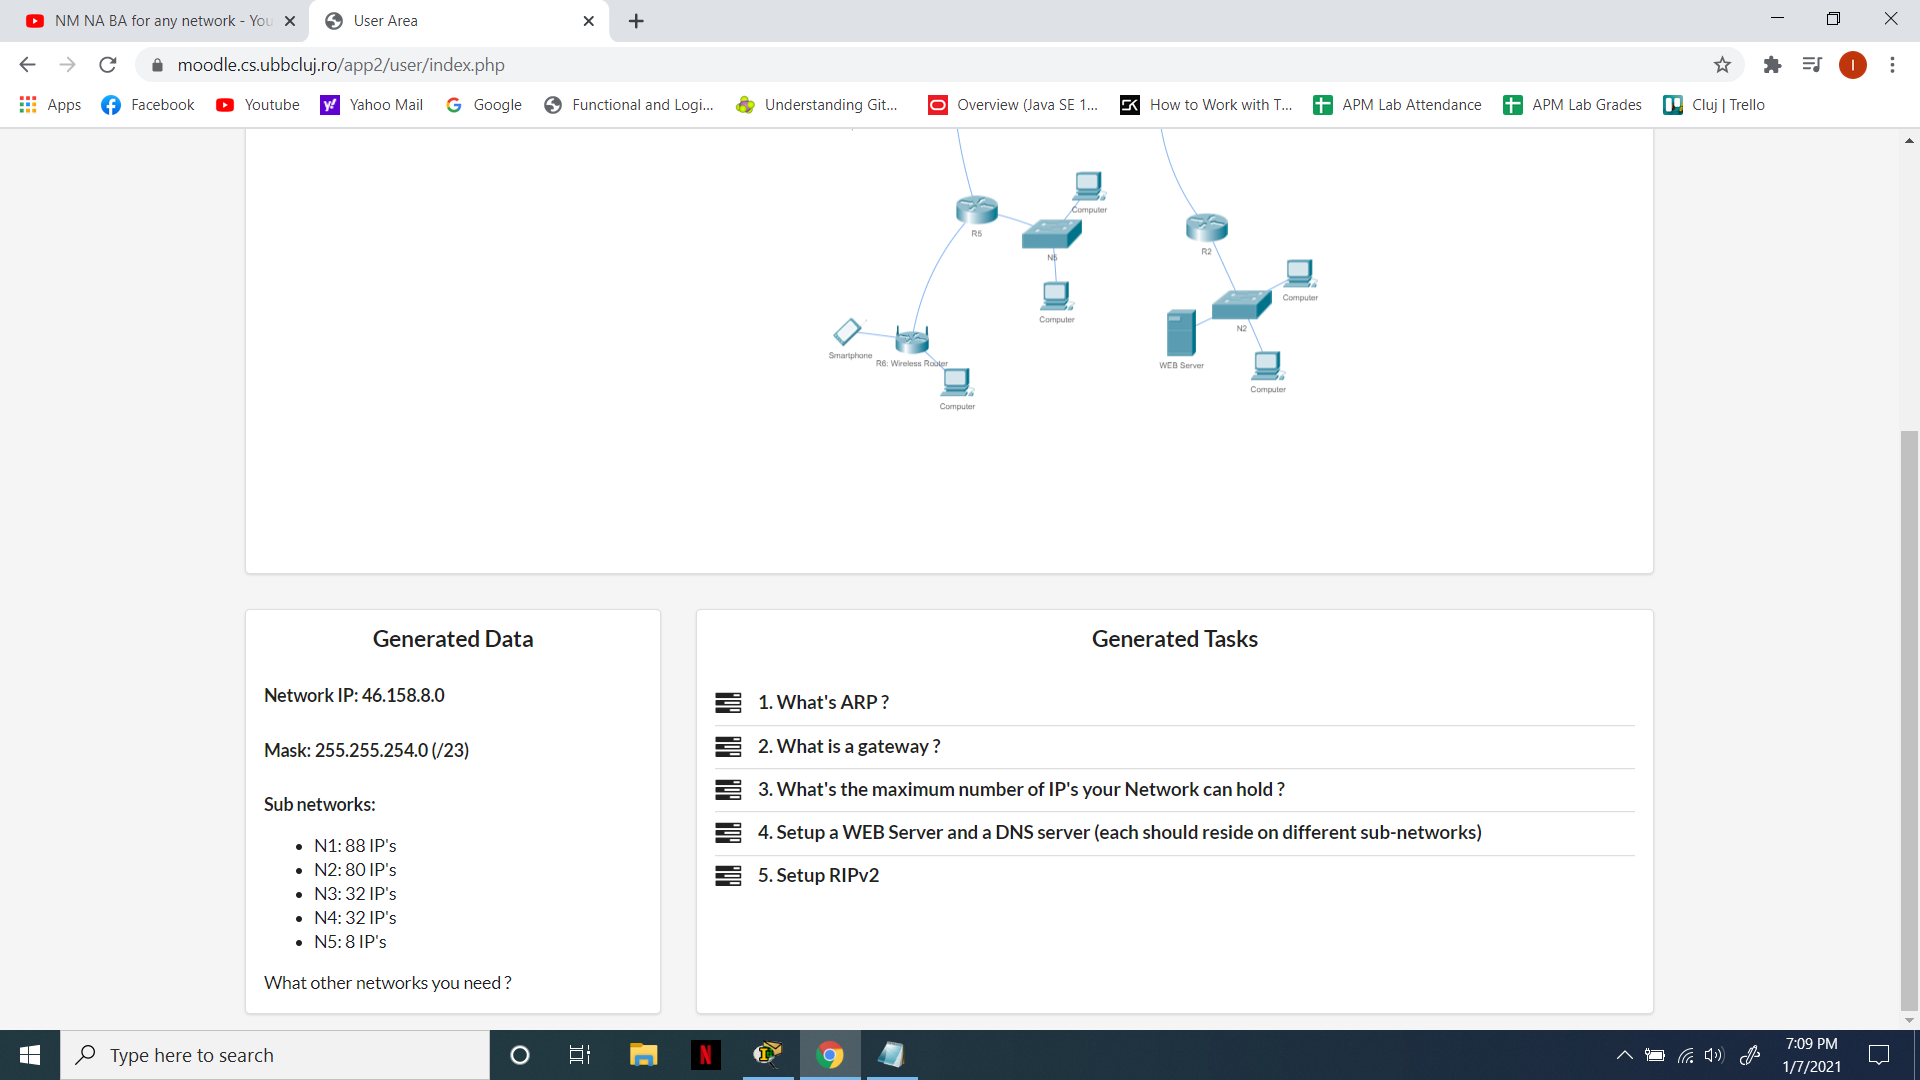 NM NA BA for any network - You
User Area
moodle.cs.ubbcluj.ro/app2/user/index.php
Apps
Facebook
Youtube
Yahoo Mail
Google
Functional and Logi...
Understanding Git...
Overview (Java SE 1...
How to Work with T...
APM Lab Attendance
APM Lab Grades
Cluj | Trello
Computer
R5
N5
R2
Computer
Computer
N2
Smartphone
R6: Wireless Router
WEB Server
Computer
Computer
Generated Data
Network IP: 46.158.8.0
Mask: 255.255.254.0 (/23)
Sub networks:
• N1: 88 IP's
• N2: 80 IP's
• N3: 32 IP's
• N4: 32 IP's
• N5: 8 IP's
What other networks you need ?
Generated Tasks
1. What's ARP ?
2. What is a gateway ?
3. What's the maximum number of IP's your Network can hold ?
4. Setup a WEB Server and a DNS server (each should reside on different sub-networks)
5. Setup RIPv2
Type here to search
7:09 PM
1/7/2021